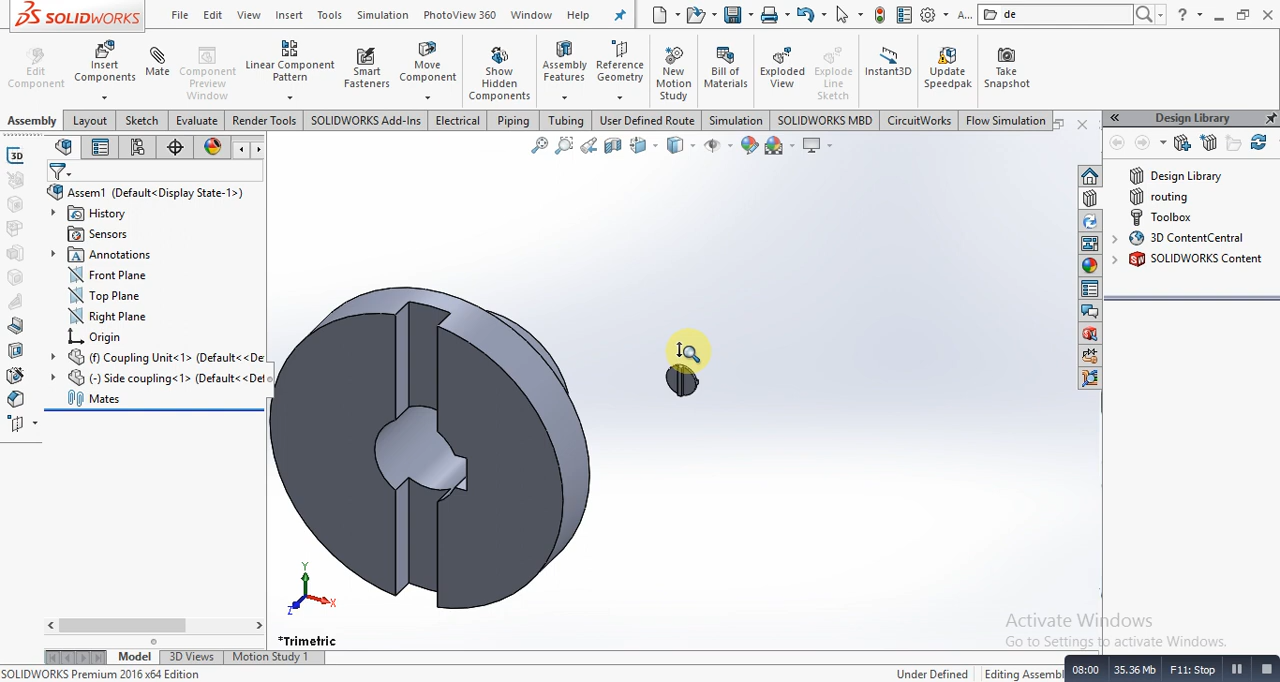 SOLIDWORKS File Edit View Insert Tools Simulation PhotoView 360 Window Help A... de
Edit Component
Insert Components
Mate
Component Preview Window
Linear Component Pattern
Smart Fasteners
Move Component
Show Hidden Components
Assembly Features
Reference Geometry
New Motion Study
Bill of Materials
Exploded View
Explode Line Sketch
Instant3D
Update Speedpak
Take Snapshot
Assembly Layout Sketch Evaluate Render Tools SOLIDWORKS Add-Ins Electrical Piping Tubing User Defined Route Simulation SOLIDWORKS MBD CircuitWorks Flow Simulation
Design Library
3D
Assem1 (Default<Display State-1>)
History
Sensors
Annotations
Front Plane
Top Plane
Right Plane
Origin
(f) Coupling Unit<1> (Default<<De
(-) Side coupling<1> (Default<<Def
Mates
Design Library
routing
Toolbox
3D ContentCentral
SOLIDWORKS Content
Y
X
Z
*Trimetric
Activate Windows
Go to Settings to activate Windows.
Model 3D Views Motion Study 1
SOLIDWORKS Premium 2016 x64 Edition
Under Defined Editing Assembl
08:00 35.36 Mb F11: Stop